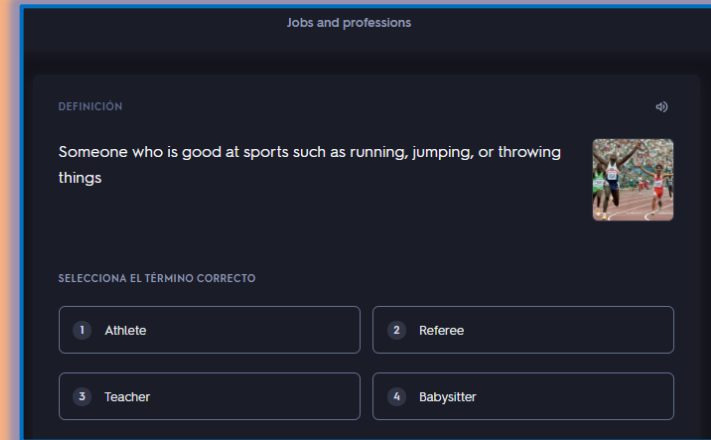 Jobs and professions
DEFINICIÓN
Someone who is good at sports such as running, jumping, or throwing
things
SELECCIONA EL TÉRMINO CORRECTO
1 Athlete
2 Referee
3 Teacher
4 Babysitter